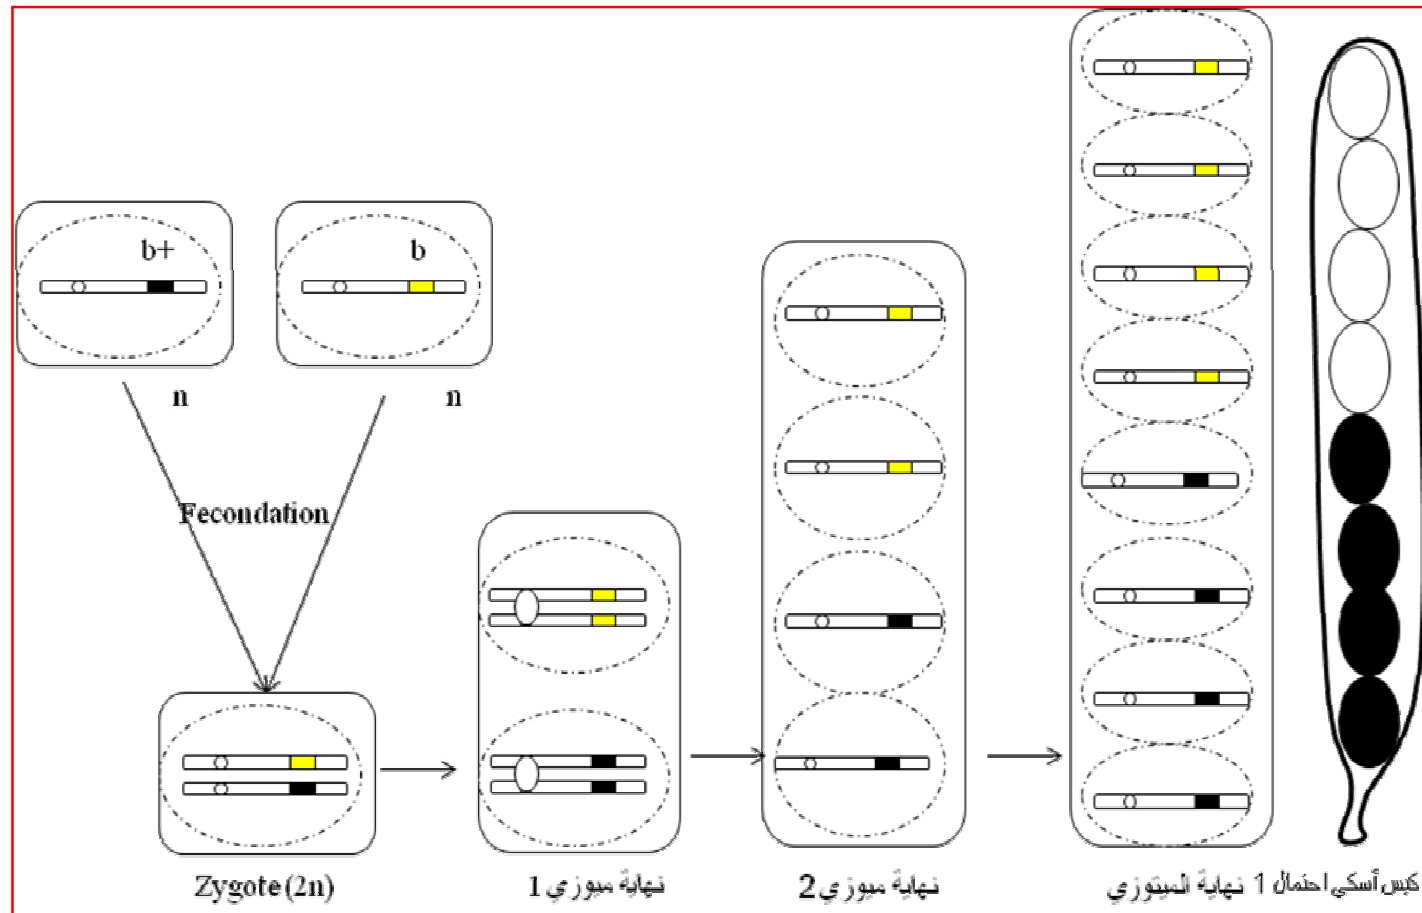 b+
b
n
n
Fecondation
Zygote (2n)
نهاية ميوزي 1
نهاية ميوزي 2
نهاية الميتوزي
كيس أسكي احتمال 1